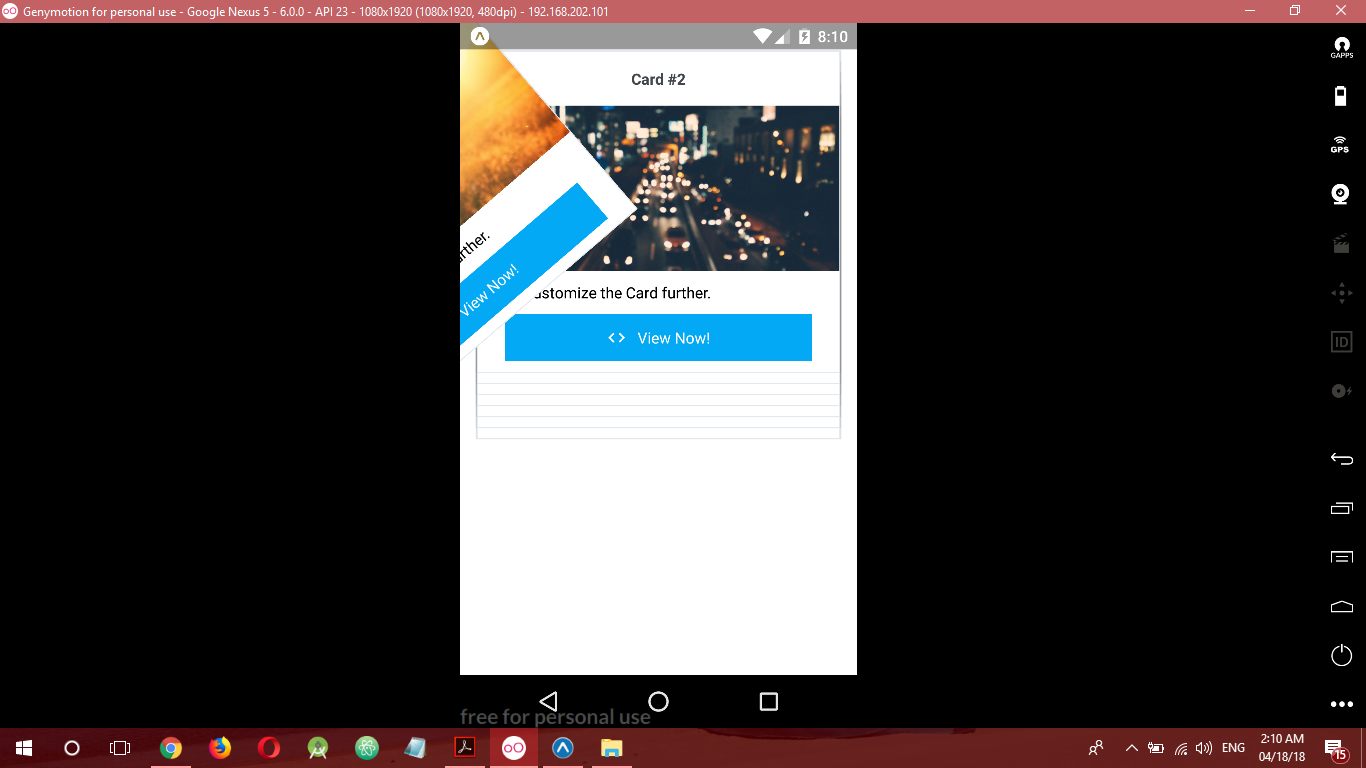 Genymotion for personal use - Google Nexus 5 - 6.0.0 - API 23 - 1080x1920 (1080x1920, 480dpi) - 192.168.202.101
8:10
GAPPS
Card #2
GPS
rther.
View Now!
ustomize the Card further.
View Now!
ID
free for personal use
ENG
2:10 AM
04/18/18
15